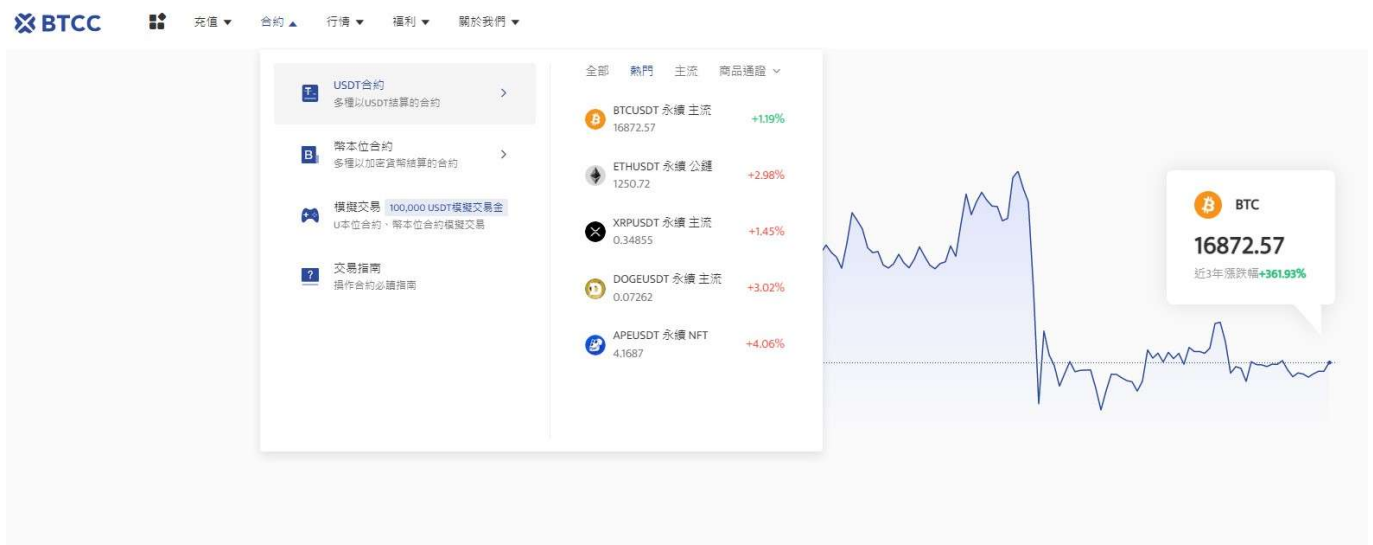 BTCC
充值
合約
行情
福利
關於我們
USDT合約
多種以USDT結算的合約
幣本位合約
多種以加密貨幣結算的合約
模擬交易 100,000 USDT模擬交易金
U本位合約、幣本位合約模擬交易
交易指南
操作合約必讀指南
全部 熱門 主流 商品通證
BTCUSDT 永續 主流
16872.57
+1.19%
ETHUSDT 永續 公鏈
1250.72
+2.98%
XRPUSDT 永續 主流
0.34855
+1.45%
DOGEUSDT 永續 主流
0.07262
+3.02%
APEUSDT 永續 NFT
4.1687
+4.06%
BTC
16872.57
近3年漲跌幅+361.93%